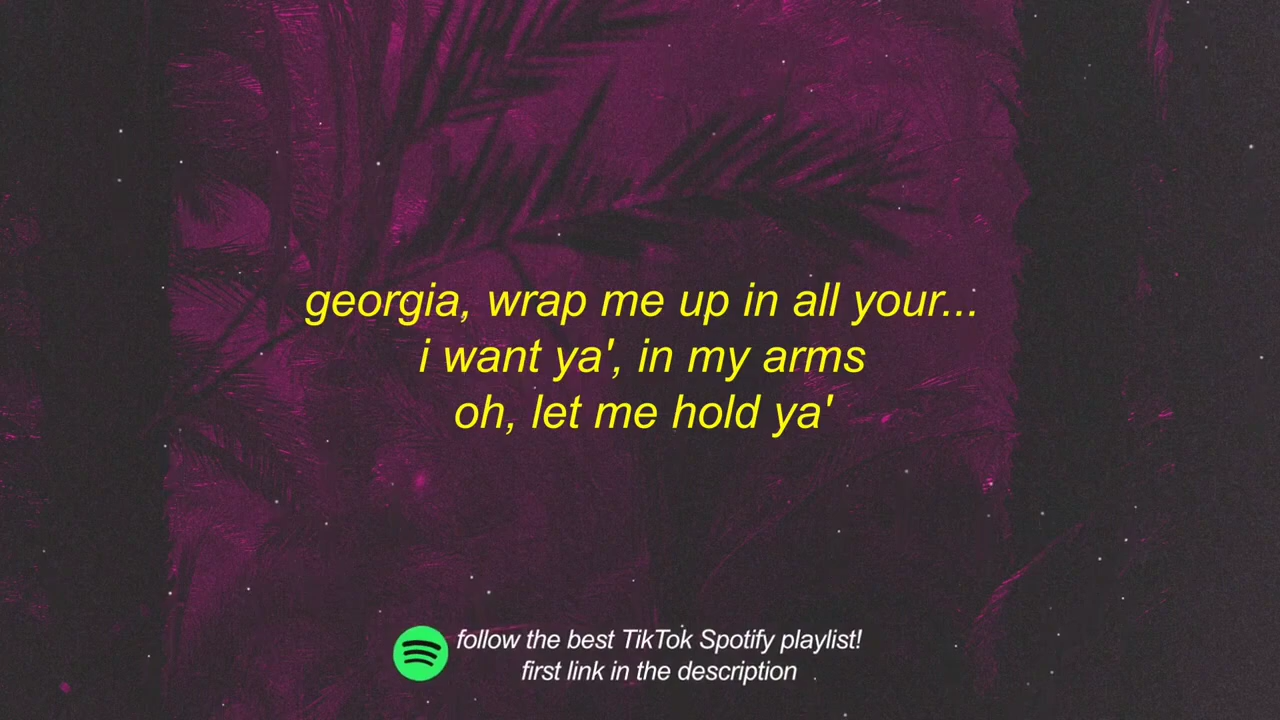 georgia, wrap me up in all your...
i want ya', in my arms
oh, let me hold ya'
follow the best TikTok Spotify playlist!
first link in the description